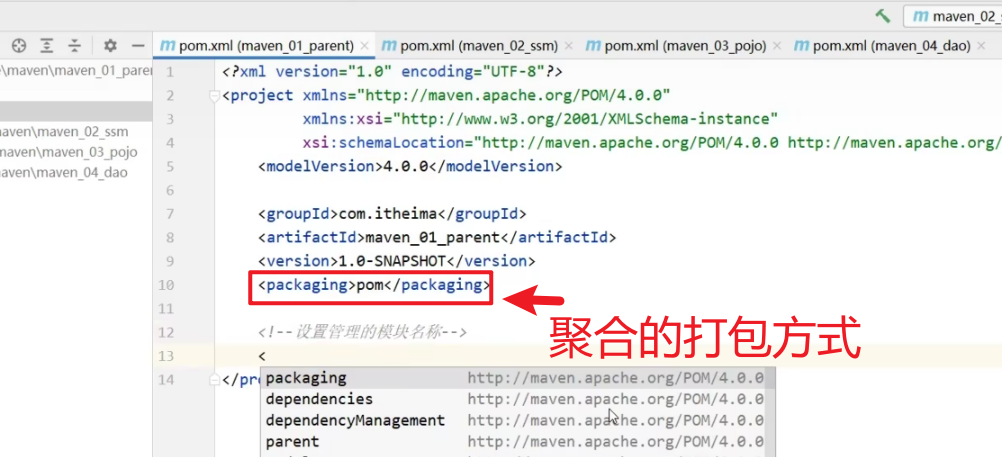 maven_02_s
pom.xml (maven_01_parent)
pom.xml (maven_02_ssm)
pom.xml (maven_03_pojo)
pom.xml (maven_04_dao)
\maven\maven_01_paren
naven\maven_02_ssm
maven\maven_03_pojo
naven\maven_04_dao
1 <?xml version="1.0" encoding="UTF-8"?>
2 <project xmlns="http://maven.apache.org/POM/4.0.0"
3 xmlns:xsi="http://www.w3.org/2001/XMLSchema-instance"
4 xsi:schemaLocation="http://maven.apache.org/POM/4.0.0 http://maven.apache.org/
5 <modelVersion>4.0.0</modelVersion>
6
7 <groupId>com.itheima</groupId>
8 <artifactId>maven_01_parent</artifactId>
9 <version>1.0-SNAPSHOT</version>
10 <packaging>pom</packaging>
11
12 <!--设置管理的模块名称-->
聚合的打包方式
13 <
14 </pro
packaging http://maven.apache.org/POM/4.0.0
dependencies http://maven.apache.org/POM/4.0.0
dependencyManagement http://maven.apache.org/POM/4.0.0
parent http://maven.apache.org/POM/4.0.0